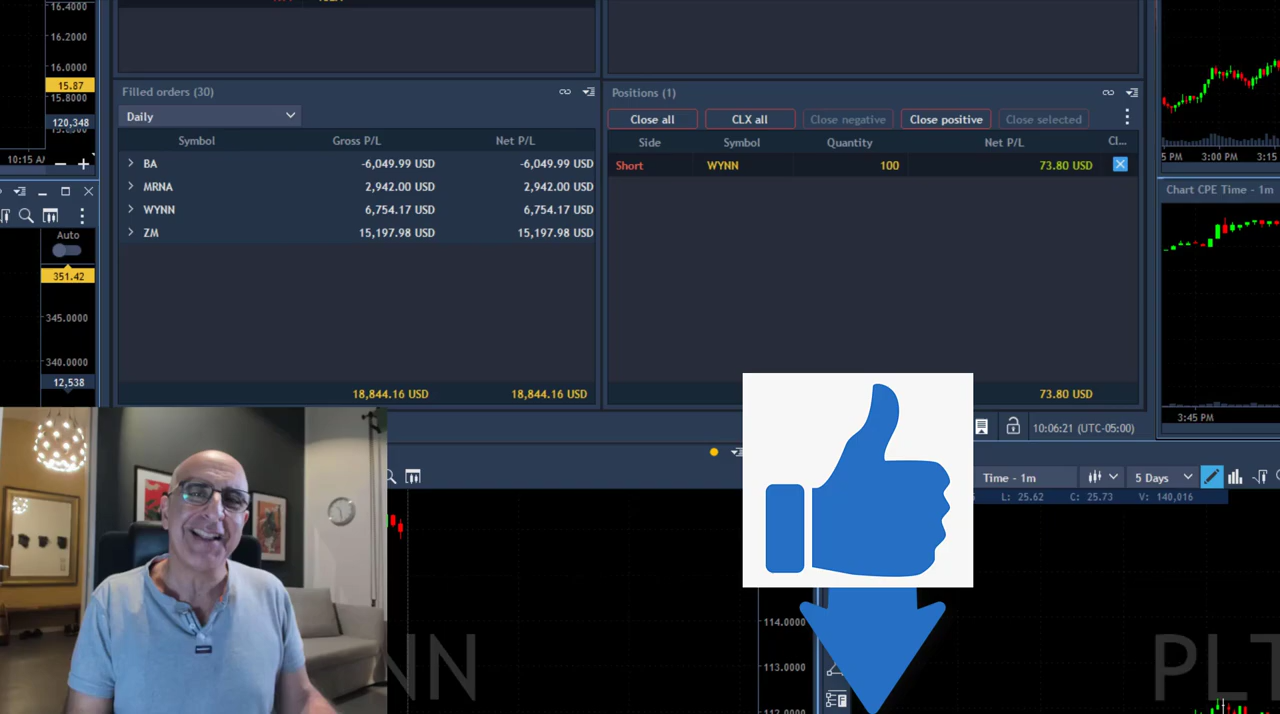 16.4000
16.2000
16.0000
15.87
15.8000
120,348
10:15 AM
Auto
351.42
345.0000
340.0000
12,538
Filled orders (30)
Daily
Symbol Gross P/L Net P/L
BA -6,049.99 USD -6,049.99 USD
MRNA 2,942.00 USD 2,942.00 USD
WYNN 6,754.17 USD 6,754.17 USD
ZM 15,197.98 USD 15,197.98 USD
18,844.16 USD 18,844.16 USD
Positions (1)
Close all CLX all Close negative Close positive Close selected
Side Symbol Quantity Net P/L Cl...
Short WYNN 100 73.80 USD
73.80 USD
10:06:21 (UTC-05:00)
5 PM 3:00 PM 3:15
Chart CPE Time - 1m
3:45 PM
Time - 1m 5 Days
L: 25.62 C: 25.73 V: 140,016
114.0000
113.0000
112.0000
NN
PLT